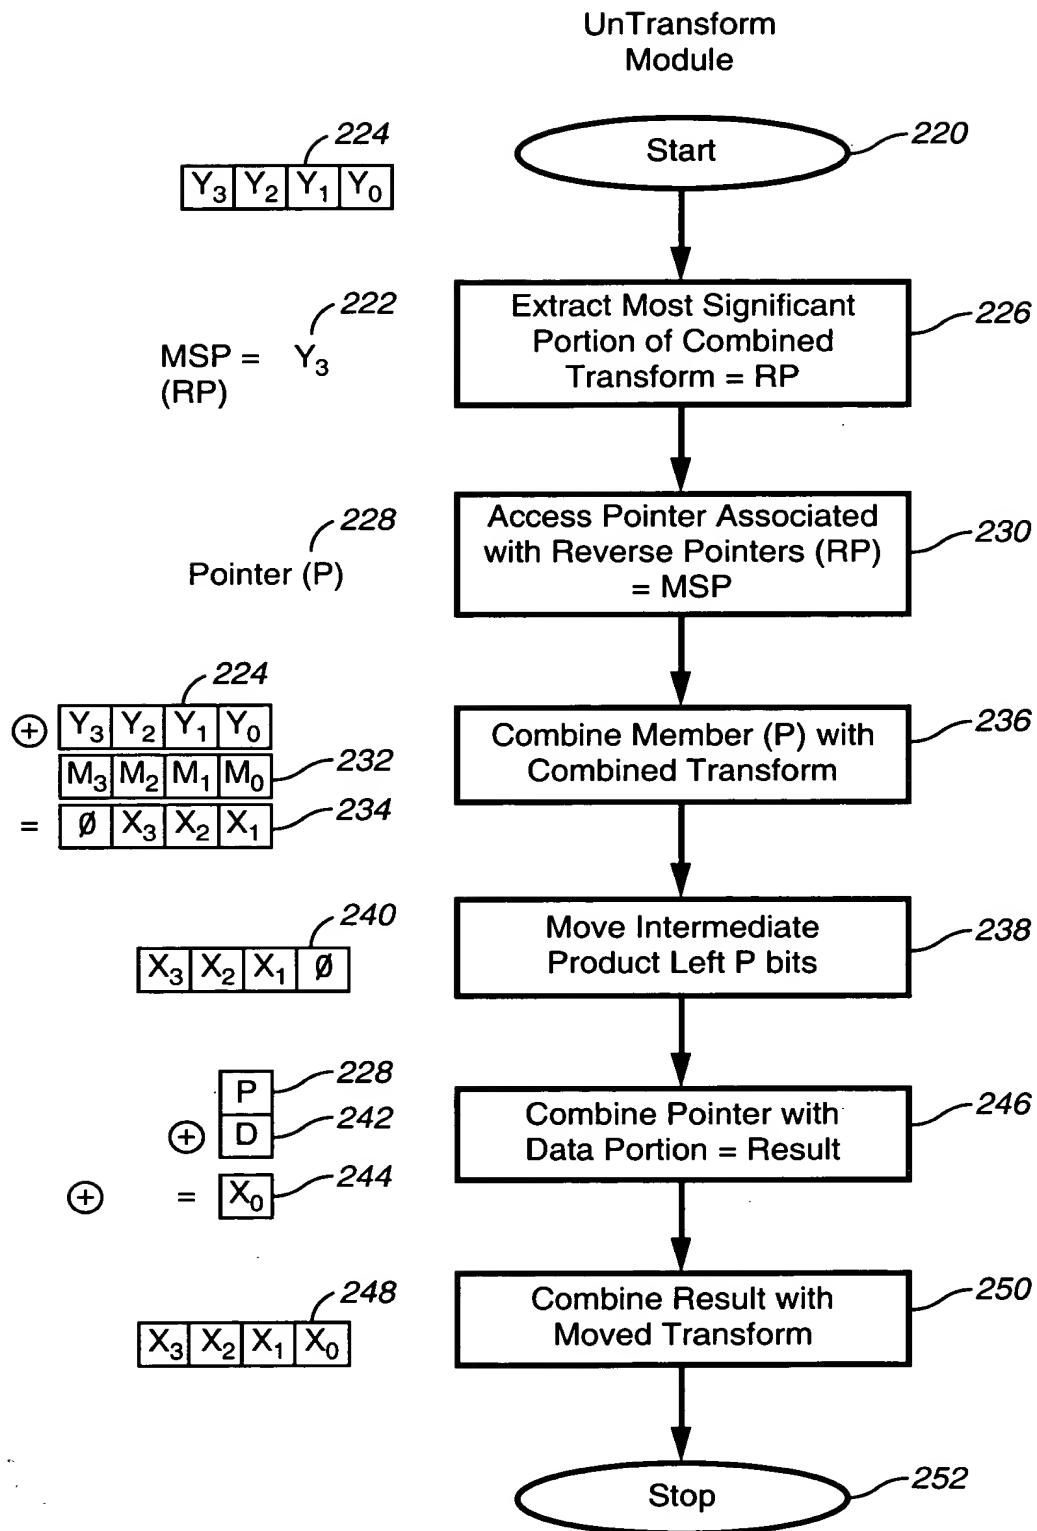 UnTransform
Module
224
Start
220
Y3 Y2 Y1 Y0
222
Extract Most Significant
Portion of Combined
Transform = RP
226
MSP = Y3
(RP)
228
Access Pointer Associated
with Reverse Pointers (RP)
= MSP
230
Pointer (P)
224
⊕ Y3 Y2 Y1 Y0
Combine Member (P) with
Combined Transform
236
M3 M2 M1 M0 232
= Ø X3 X2 X1 234
240
Move Intermediate
Product Left P bits
238
X3 X2 X1 Ø
P 228
⊕ D 242
Combine Pointer with
Data Portion = Result
246
⊕ = X0 244
248
Combine Result with
Moved Transform
250
X3 X2 X1 X0
Stop
252